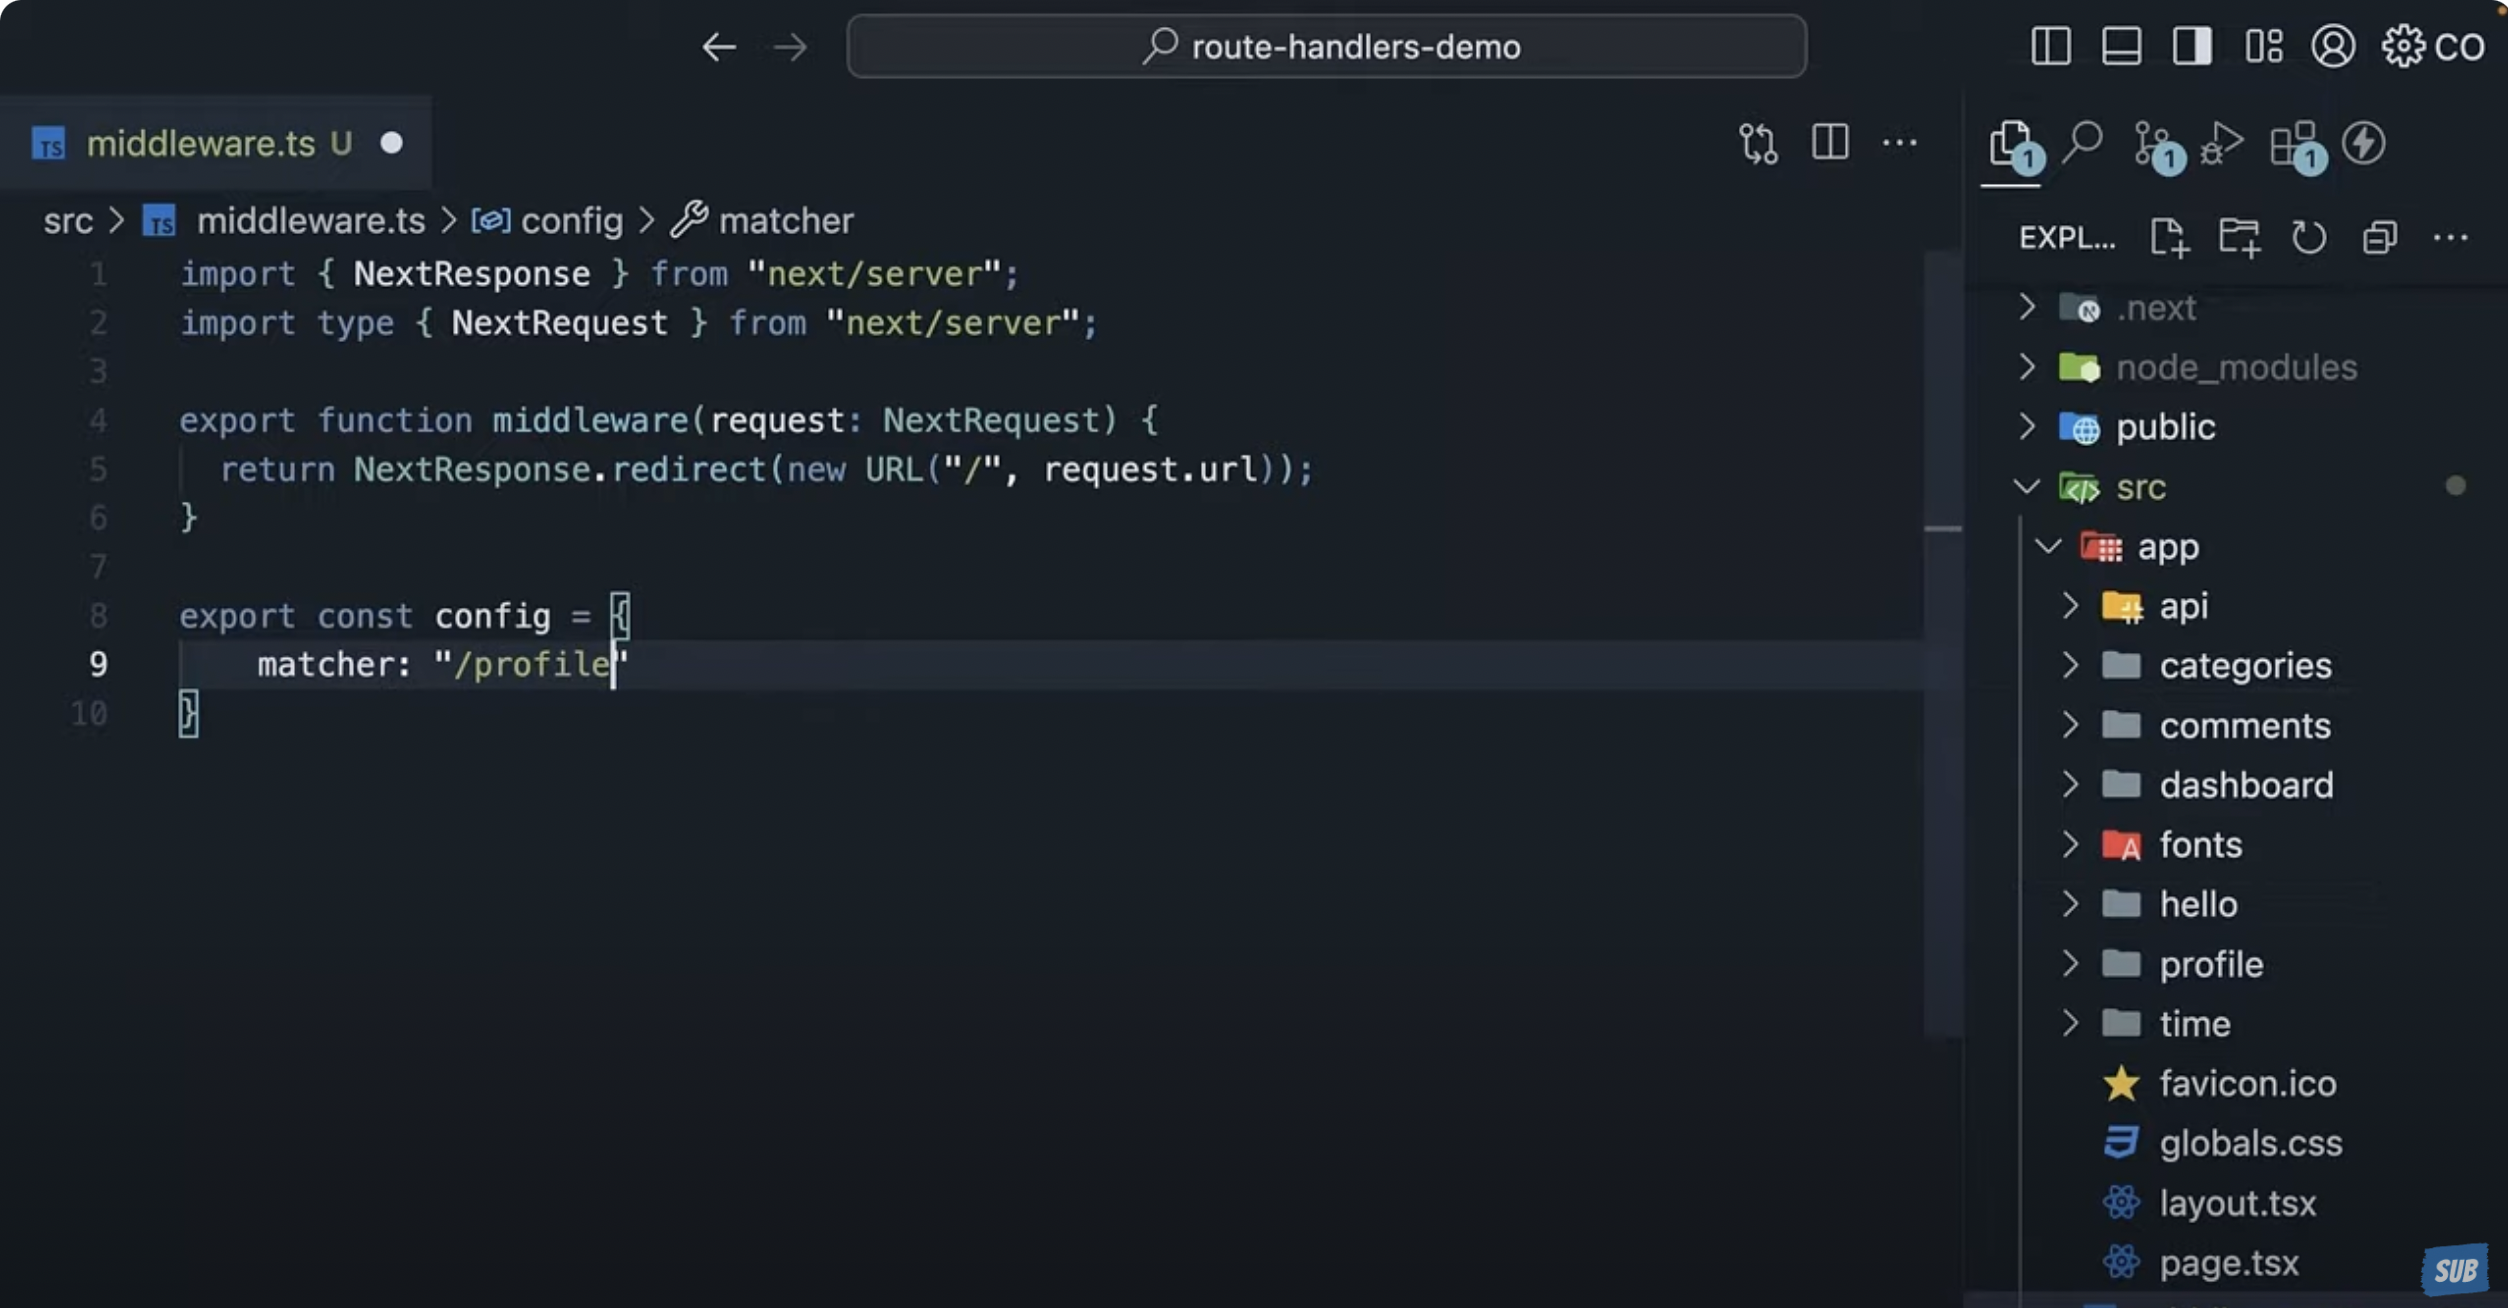 route-handlers-demo
CO
TS middleware.ts U
src > TS middleware.ts > config > matcher
1 import { NextResponse } from "next/server";
2 import type { NextRequest } from "next/server";
3
4 export function middleware(request: NextRequest) {
5 return NextResponse.redirect(new URL("/", request.url));
6 }
7
8 export const config = {
9 matcher: "/profile"
10 }
1 1 1
EXPL...
.next
node_modules
public
src
app
api
categories
comments
dashboard
fonts
hello
profile
time
favicon.ico
globals.css
layout.tsx
page.tsx
SUB